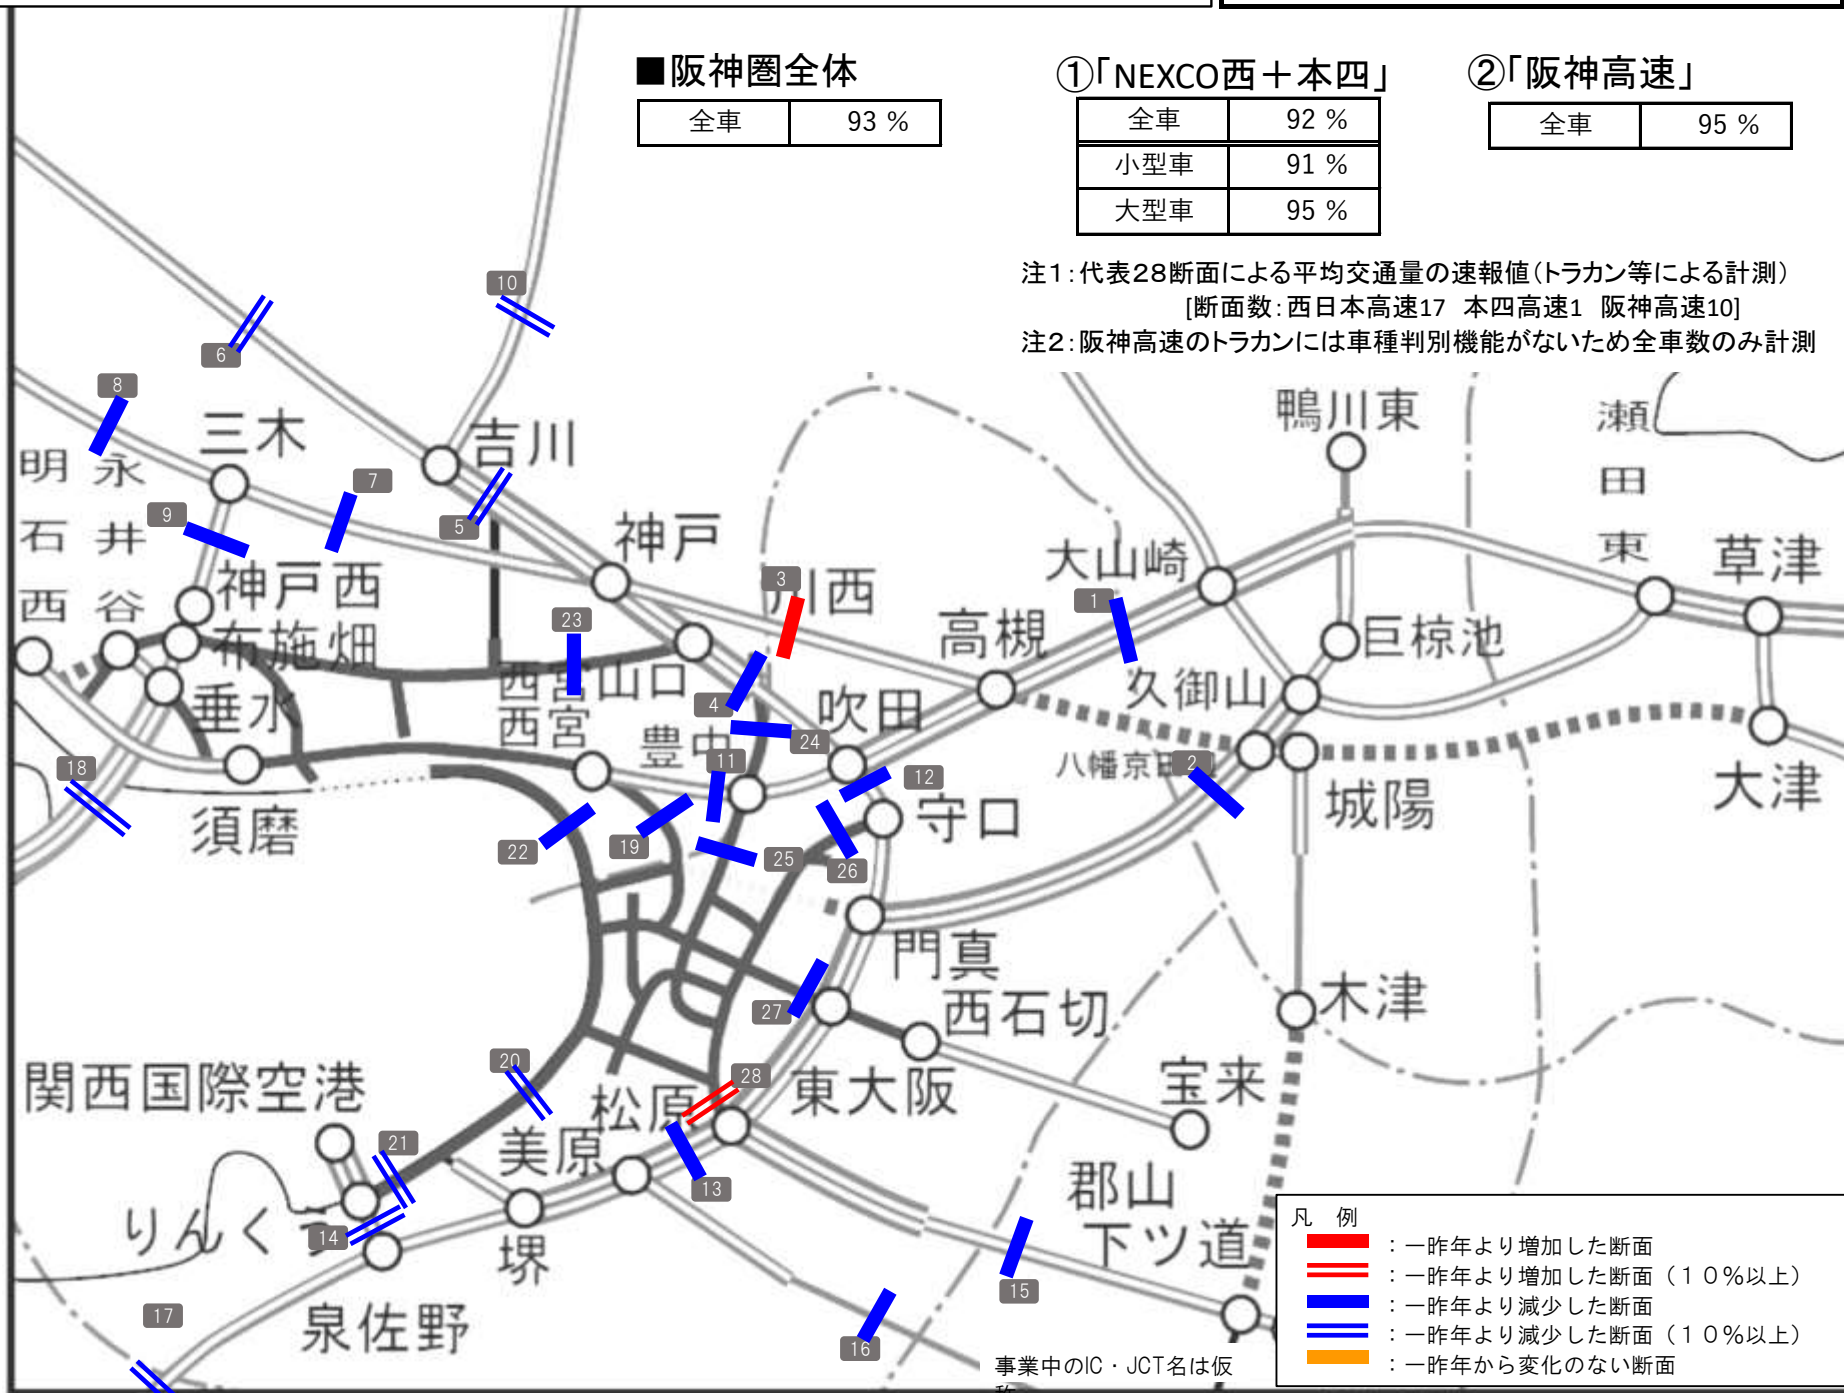 ■阪神圏全体
全車 93 %
①「NEXCO西＋本四」
全車 92 %
小型車 91 %
大型車 95 %
②「阪神高速」
全車 95 %
注1：代表28断面による平均交通量の速報値（トラカン等による計測）
[断面数：西日本高速17 本四高速1 阪神高速10]
注2：阪神高速のトラカンには車種判別機能がないため全車数のみ計測
10
6
8
三木
吉川
鴨川東
瀬田東
明石西
永井谷
7
9
5
神戸
大山崎
草津
神戸西
3
川西
1
高槻
布施畑
23
巨椋池
西宮山口
久御山
垂水
西宮
4
吹田
豊中
24
18
11
12
八幡京田
2
大津
須磨
守口
城陽
22
19
25
26
門真
27
西石切
木津
関西国際空港
20
松原
28
東大阪
宝来
21
美原
13
郡山
下ツ道
りんくう
14
堺
15
17
泉佐野
16
事業中のIC・JCT名は仮
凡 例
：一昨年より増加した断面
：一昨年より増加した断面（１０％以上）
：一昨年より減少した断面
：一昨年より減少した断面（１０％以上）
：一昨年から変化のない断面